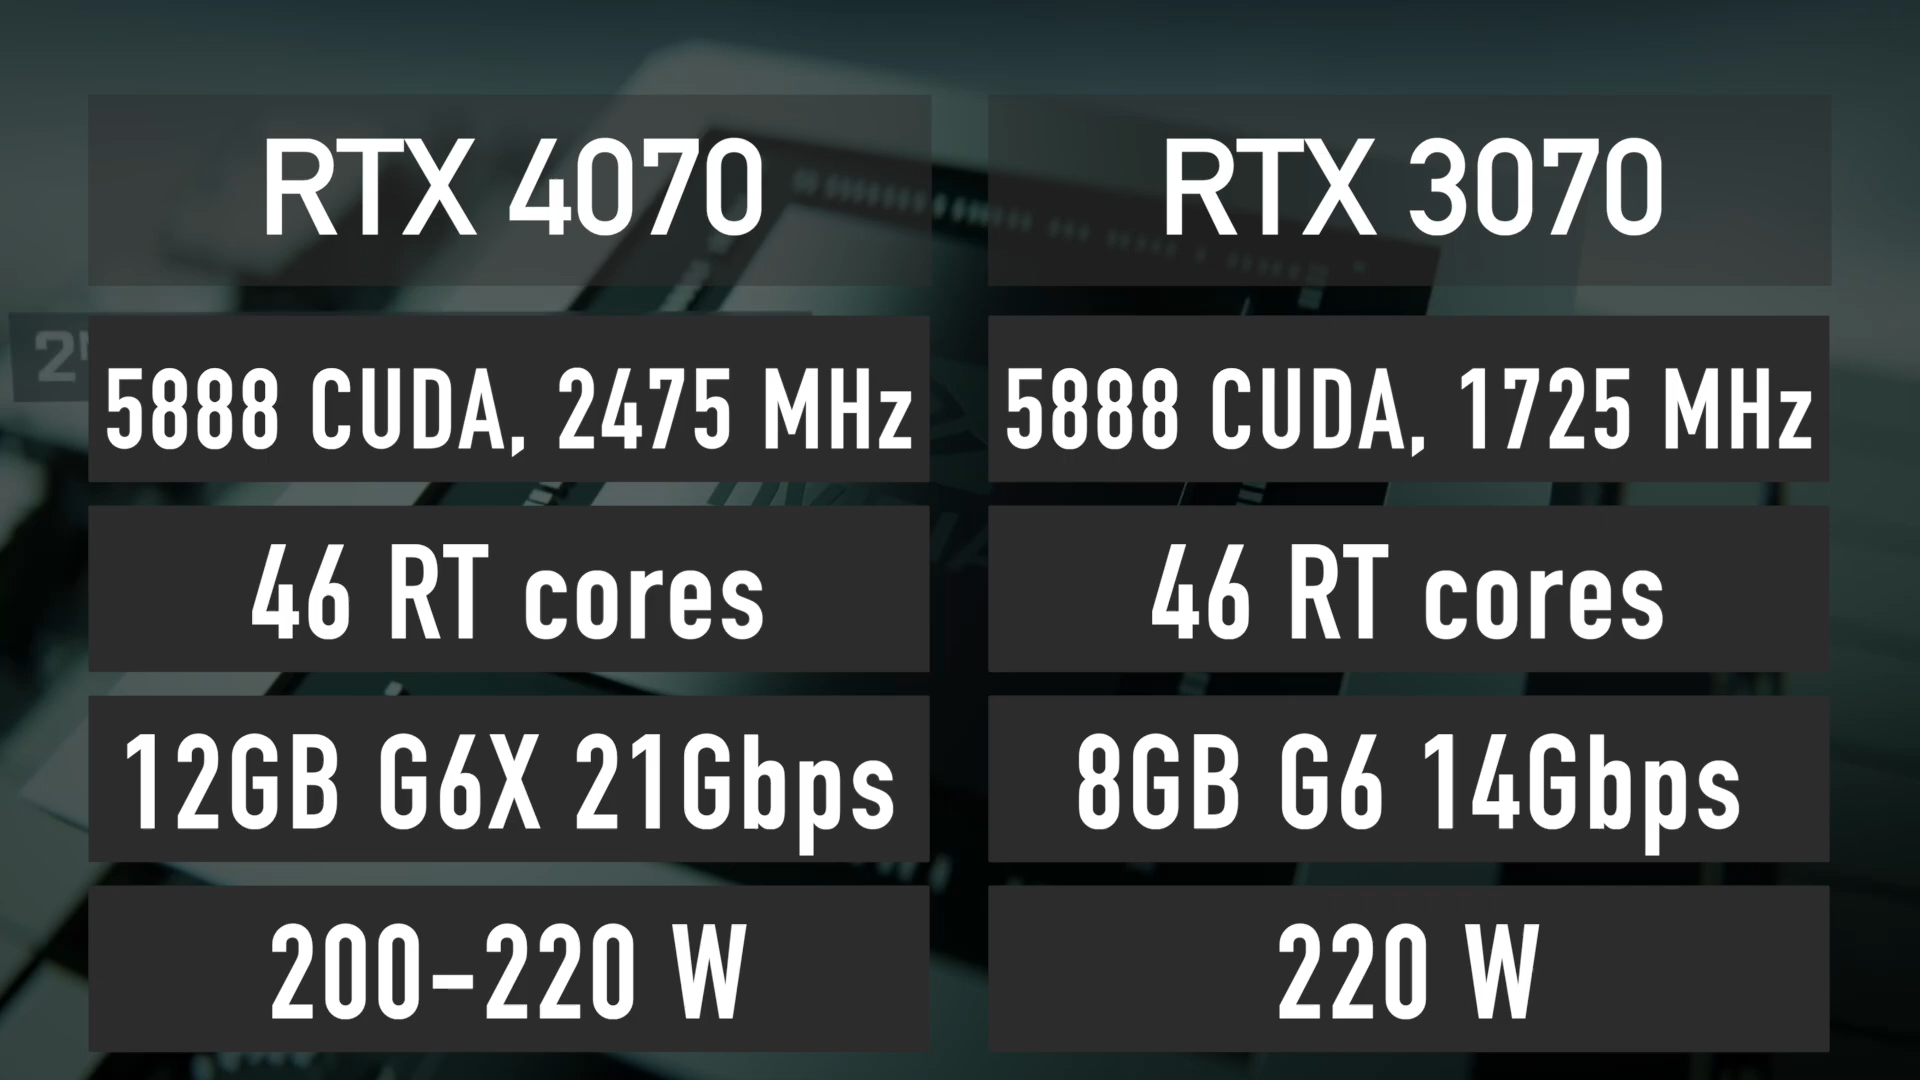 RTX 4070
RTX 3070
5888 CUDA, 2475 MHz
5888 CUDA, 1725 MHz
46 RT cores
46 RT cores
12GB G6X 21Gbps
8GB G6 14Gbps
200-220 W
220 W